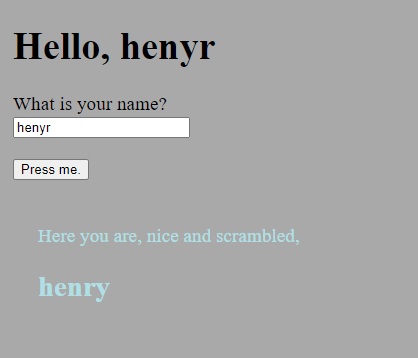 Hello, henyr
What is your name?
henyr
Press me.
Here you are, nice and scrambled,
henry